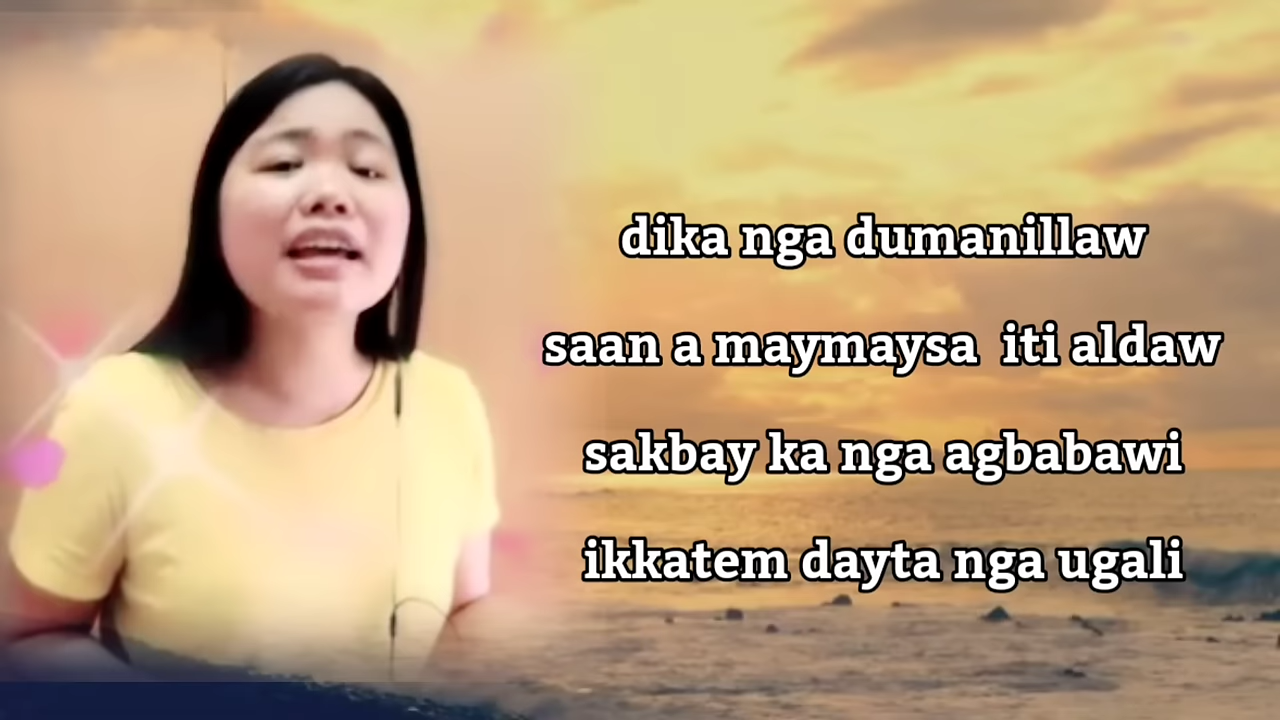 dika nga dumanillaw
saan a maymaysa iti aldaw
sakbay ka nga agbabawi
ikkatem dayta nga ugali